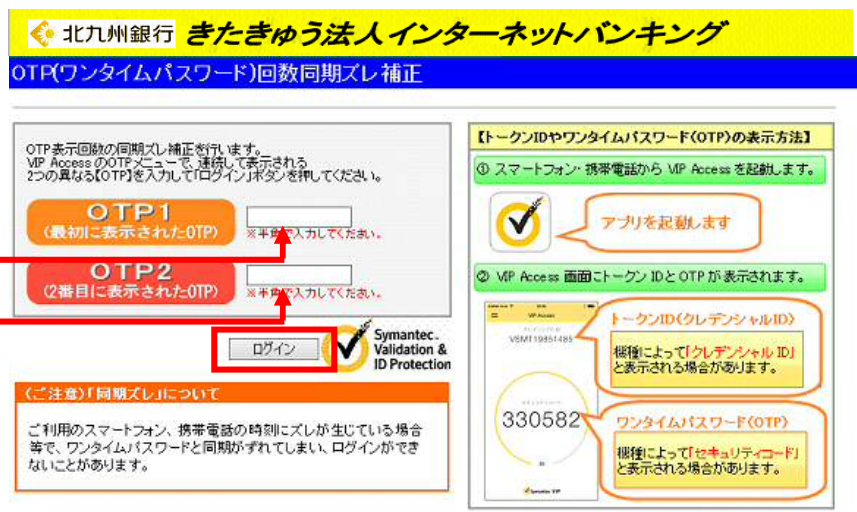 北九州銀行 きたきゅう法人インターネットバンキング
OTP(ワンタイムパスワード)回数同期ズレ補正
OTP表示回数の同期ズレ補正を行います。
VIP AccessのOTPメニューで、連続して表示される
2つの異なる【OTP】を入力して「ログイン」ボタンを押してください。
OTP1
(最初に表示されたOTP)
※半角で入力してください。
OTP2
(2番目に表示されたOTP)
※半角で入力してください。
ログイン
Symantec.
Validation &
ID Protection
〈ご注意〉「同期ズレ」について
ご利用のスマートフォン、携帯電話の時刻にズレが生じている場合
等で、ワンタイムパスワードと同期がずれてしまい、ログインができ
ないことがあります。
【トークンIDやワンタイムパスワード(OTP)の表示方法】
① スマートフォン・携帯電話から VIP Access を起動します。
アプリを起動します
② VIP Access 画面にトークン IDと OTP が表示されます。
VIP Access
VSMT19851485
トークンID(クレデンシャルID)
機種によって「クレデンシャル ID」
と表示される場合があります。
330582
ワンタイムパスワード(OTP)
機種によって「セキュリティコード」
と表示される場合があります。
Symantec VIP